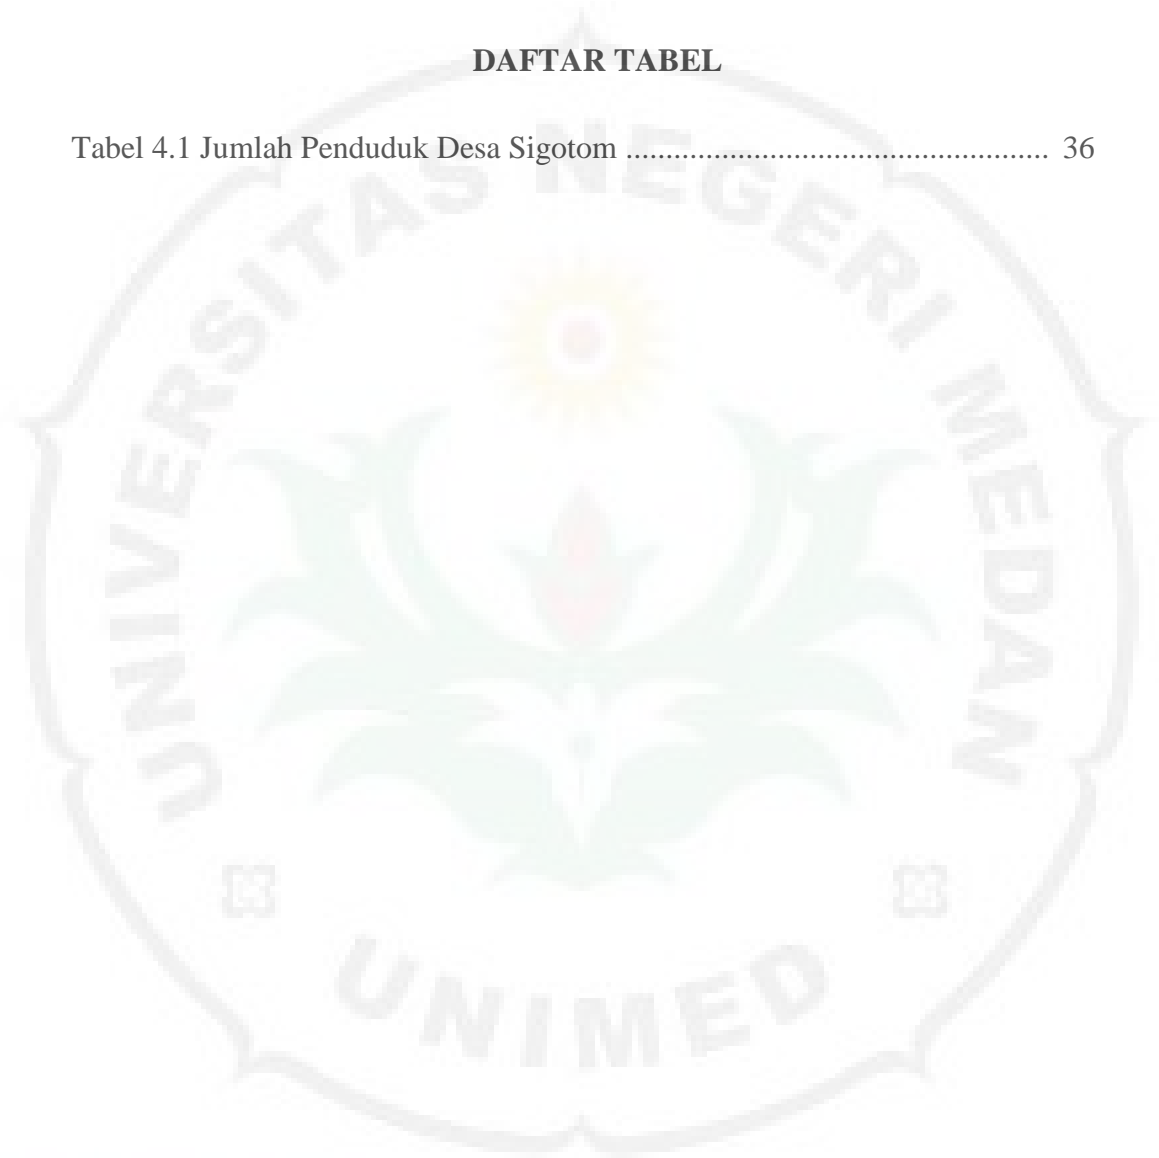 DAFTAR TABEL
Tabel 4.1 Jumlah Penduduk Desa Sigotom ..................................................... 36
UNIVERSITAS NEGERI MEDAN
UNIMED